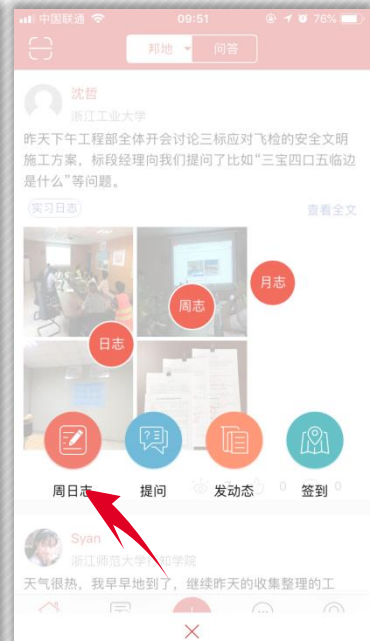 中国联通 09:51 76%
邦地 问答
沈哲
浙江工业大学
昨天下午工程部全体开会讨论三标应对飞检的安全文明
施工方案，标段经理向我们提问了比如“三宝四口五临边
是什么”等问题。
实习日志 查看全文
月志
周志
日志
周日志 提问 发动态 0 签到 0
Syan
天气很热，我早早地到了，继续昨天的收集整理的工